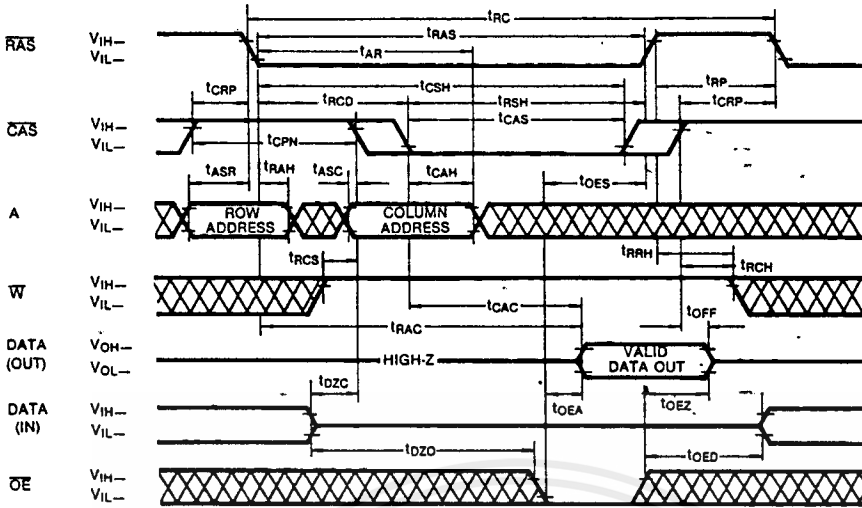 tRC
RAS
VIH—
VIL—
tRAS
tAR
tCRP
tCSH
tRP
tRCD
tRSH
tCRP
CAS
VIH—
VIL—
tCPN
tCAS
tASR
tRAH
tASC
tCAH
tOES
A
VIH—
VIL—
ROW ADDRESS
COLUMN ADDRESS
tRCS
tRRH
tRCH
W
VIH—
VIL—
tCAC
tOFF
tRAC
DATA (OUT)
VOH—
VOL—
HIGH-Z
VALID DATA OUT
tDZC
tOEA
tOEZ
DATA (IN)
VIH—
VIL—
tDZO
tOED
OE
VIH—
VIL—